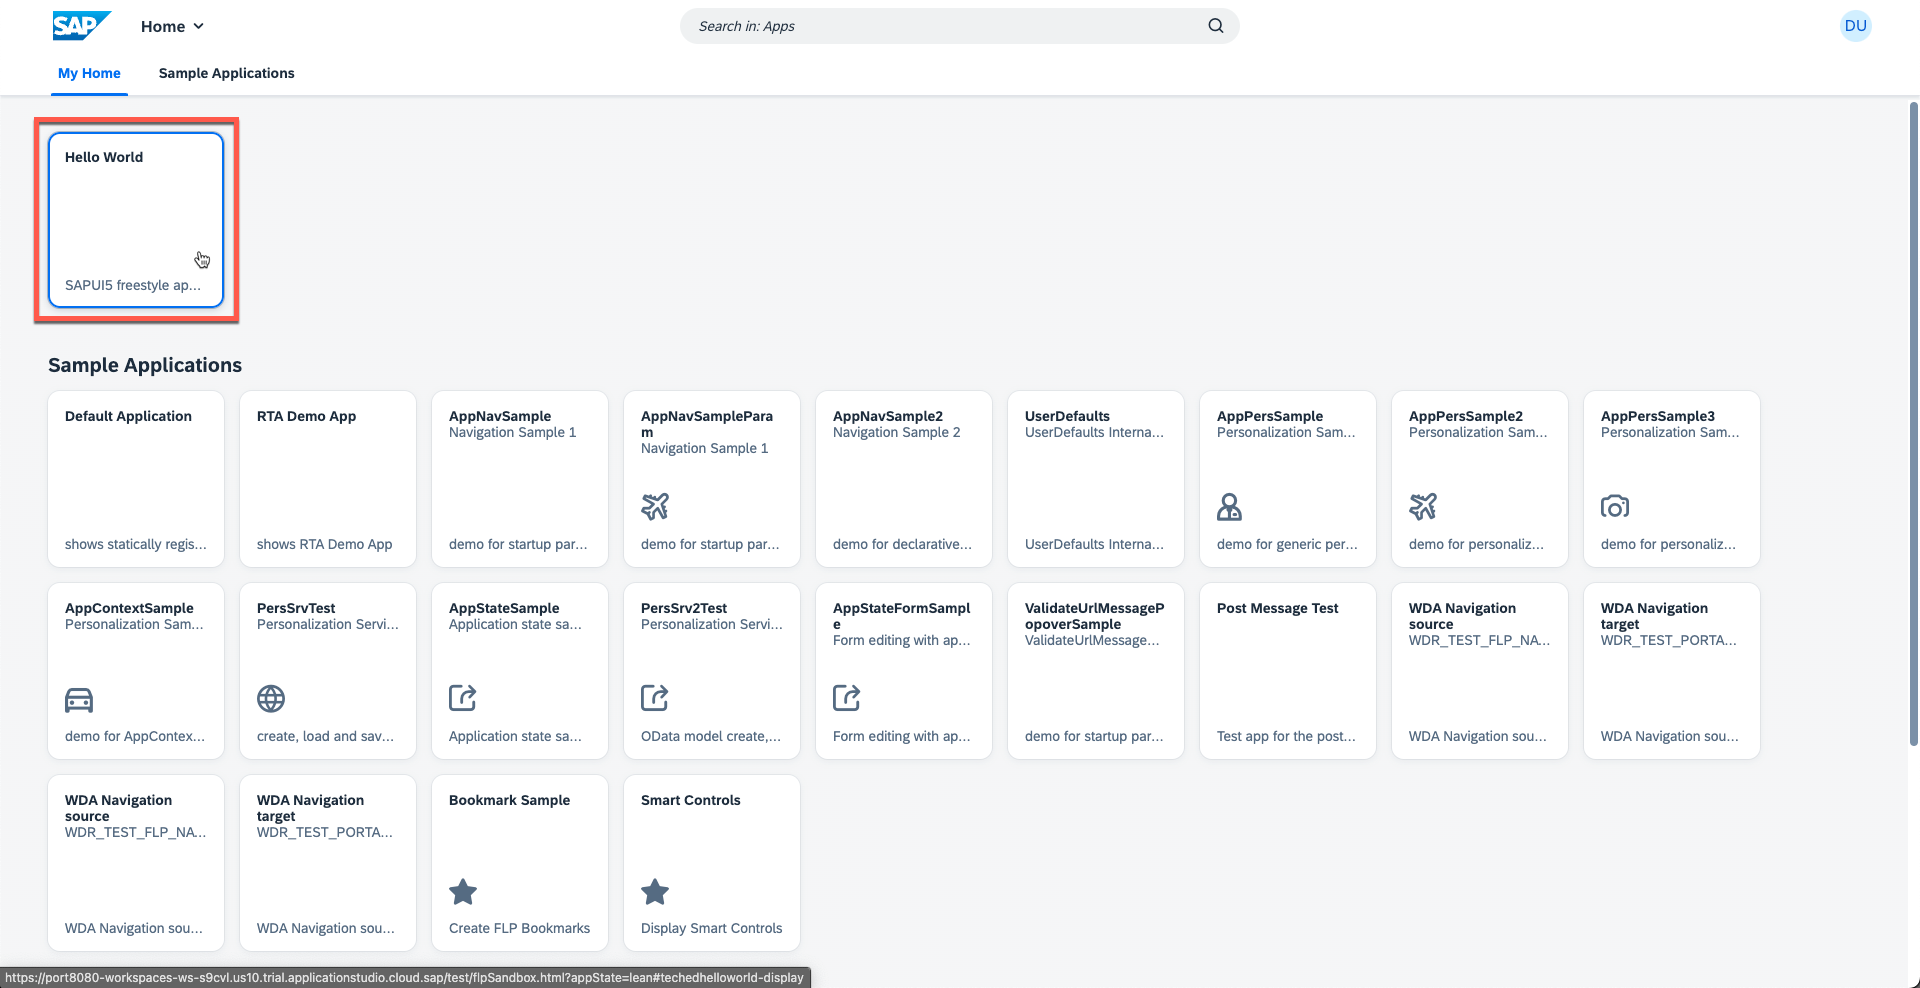 SAP
Home
Search in: Apps
DU
My Home
Sample Applications
Hello World
SAPUI5 freestyle ap...
Sample Applications
Default Application
shows statically regis...
RTA Demo App
shows RTA Demo App
AppNavSample
Navigation Sample 1
demo for startup par...
AppNavSamplePara
m
Navigation Sample 1
demo for startup par...
AppNavSample2
Navigation Sample 2
demo for declarative...
UserDefaults
UserDefaults Interna...
UserDefaults Interna...
AppPersSample
Personalization Sam...
demo for generic per...
AppPersSample2
Personalization Sam...
demo for personaliz...
AppPersSample3
Personalization Sam...
demo for personaliz...
AppContextSample
Personalization Sam...
demo for AppContex...
PersSrvTest
Personalization Servi...
create, load and sav...
AppStateSample
Application state sa...
Application state sa...
PersSrv2Test
Personalization Servi...
OData model create,...
AppStateFormSampl
e
Form editing with ap...
Form editing with ap...
ValidateUrlMessageP
opoverSample
ValidateUrlMessage...
demo for startup par...
Post Message Test
Test app for the post...
WDA Navigation
source
WDR_TEST_FLP_NA...
WDA Navigation sou...
WDA Navigation
target
WDR_TEST_PORTA...
WDA Navigation sou...
WDA Navigation
source
WDR_TEST_FLP_NA...
WDA Navigation sou...
WDA Navigation
target
WDR_TEST_PORTA...
WDA Navigation sou...
Bookmark Sample
Create FLP Bookmarks
Smart Controls
Display Smart Controls
https://port8080-workspaces-ws-s9cvl.us10.trial.applicationstudio.cloud.sap/test/flpSandbox.html?appState=lean#techedhelloworld-display